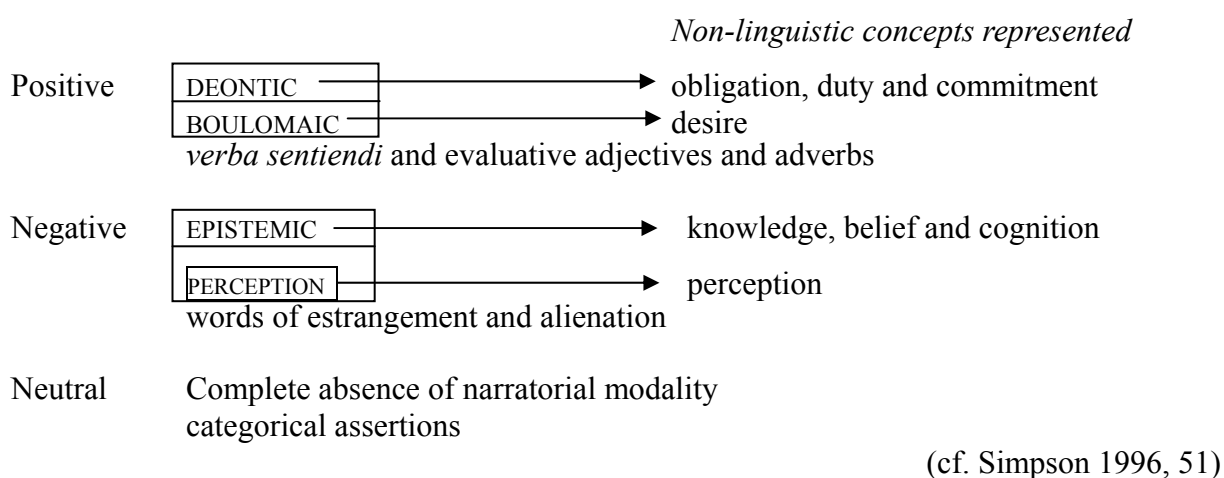 Non-linguistic concepts represented
Positive DEONTIC obligation, duty and commitment
BOULOMAIC desire
verba sentiendi and evaluative adjectives and adverbs
Negative EPISTEMIC knowledge, belief and cognition
PERCEPTION perception
words of estrangement and alienation
Neutral Complete absence of narratorial modality
categorical assertions
(cf. Simpson 1996, 51)